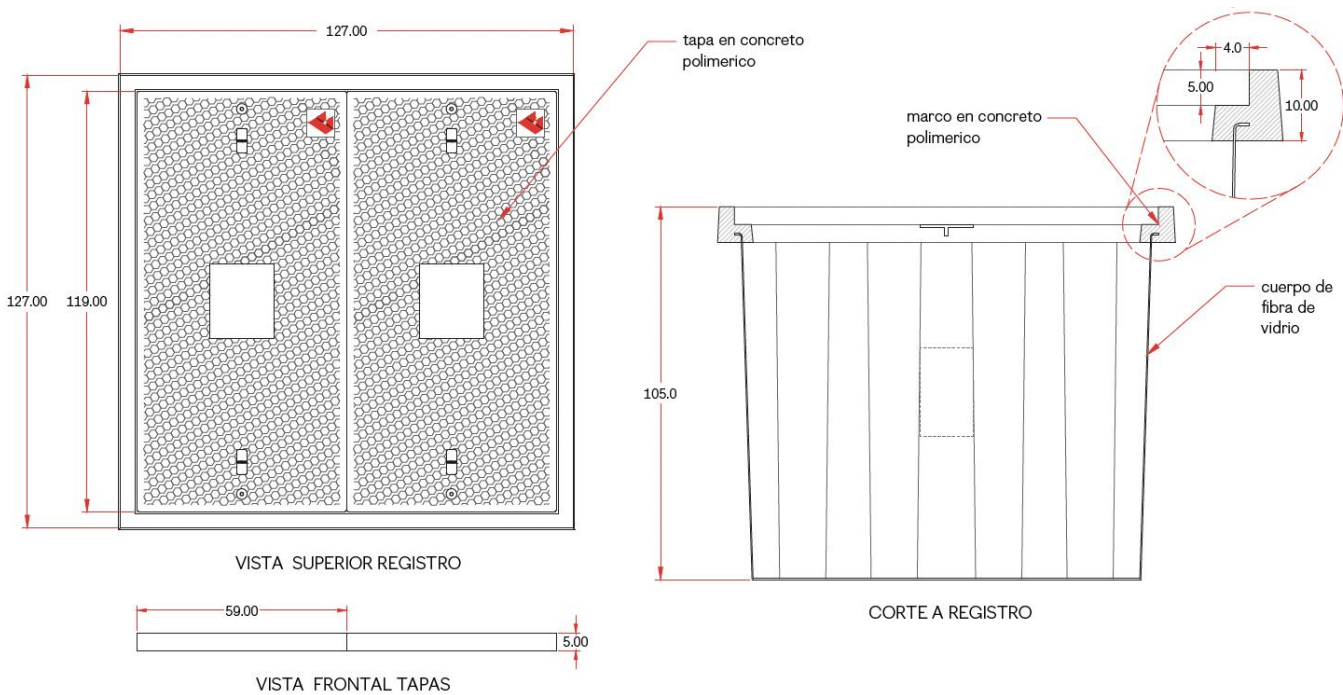 127.00
tapa en concreto
polimerico
4.0
5.00
10.00
marco en concreto
polimerico
127.00
119.00
cuerpo de
fibra de
vidrio
105.0
VISTA SUPERIOR REGISTRO
CORTE A REGISTRO
59.00
5.00
VISTA FRONTAL TAPAS